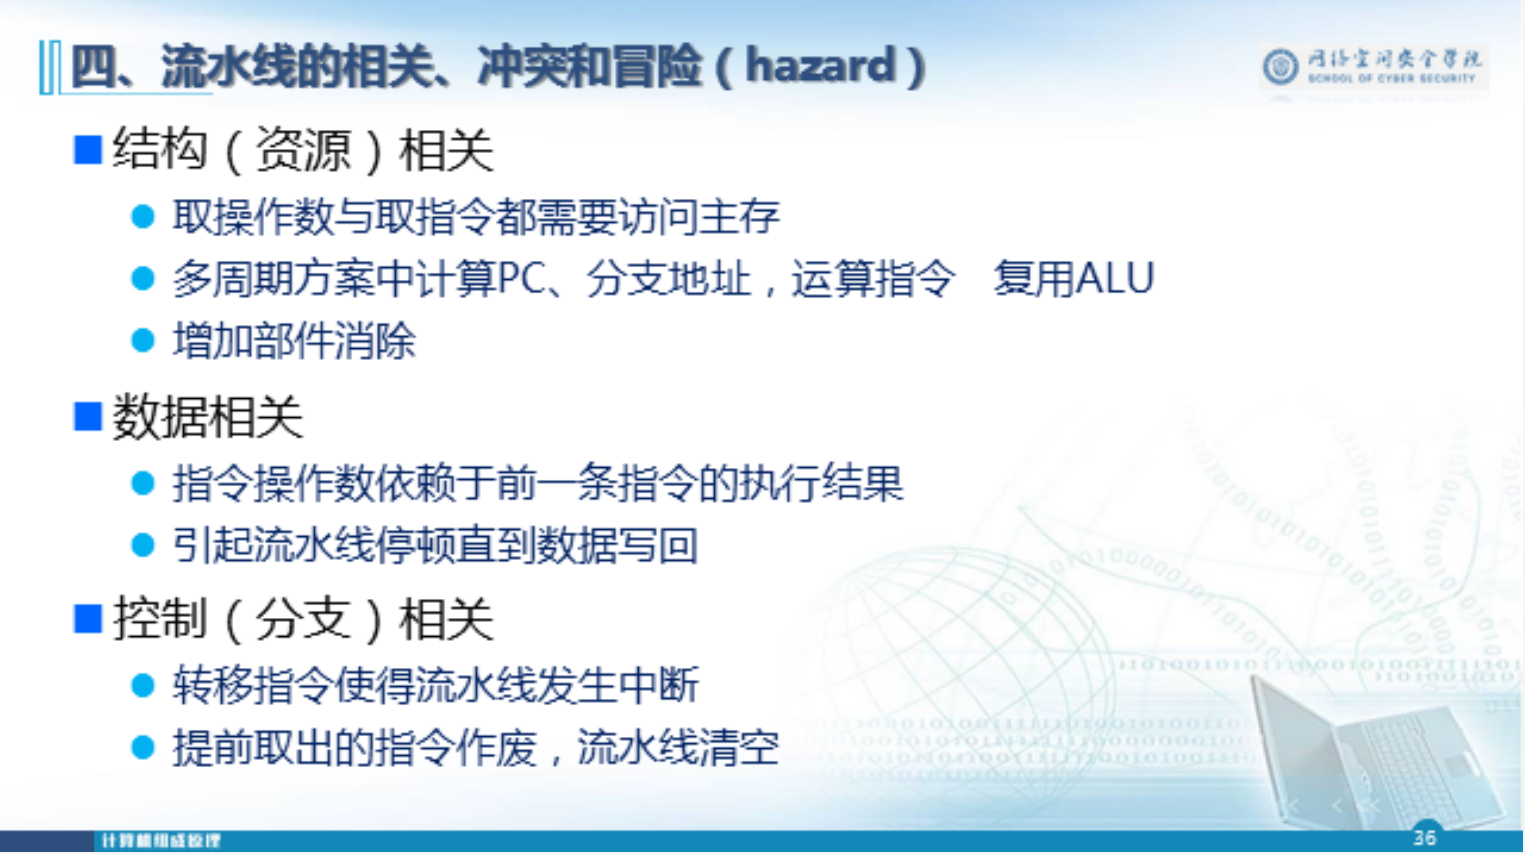 四、流水线的相关、冲突和冒险（hazard）
网络空间安全学院
SCHOOL OF CYBER SECURITY
结构（资源）相关
取操作数与取指令都需要访问主存
多周期方案中计算PC、分支地址，运算指令 复用ALU
增加部件消除
数据相关
指令操作数依赖于前一条指令的执行结果
引起流水线停顿直到数据写回
控制（分支）相关
转移指令使得流水线发生中断
提前取出的指令作废，流水线清空
计算机组成原理
36